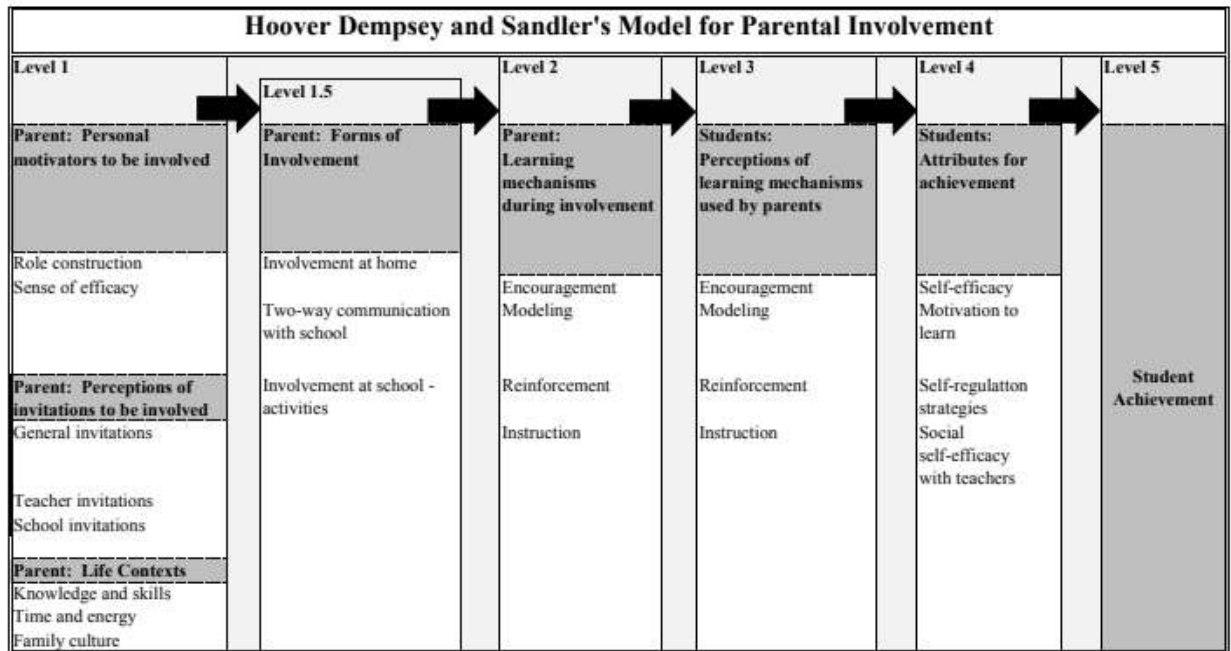 Hoover Dempsey and Sandler's Model for Parental Involvement
Level 1
Parent: Personal
motivators to be involved
Role construction
Sense of efficacy
Parent: Perceptions of
invitations to be involved
General invitations
Teacher invitations
School invitations
Parent: Life Contexts
Knowledge and skills
Time and energy
Family culture
Level 1.5
Parent: Forms of
Involvement
Involvement at home
Two-way communication
with school
Involvement at school -
activities
Level 2
Parent:
Learning
mechanisms
during involvement
Encouragement
Modeling
Reinforcement
Instruction
Level 3
Students:
Perceptions of
learning mechanisms
used by parents
Encouragement
Modeling
Reinforcement
Instruction
Level 4
Students:
Attributes for
achievement
Self-efficacy
Motivation to
learn
Self-regulatton
strategies
Social
self-efficacy
with teachers
Level 5
Student
Achievement